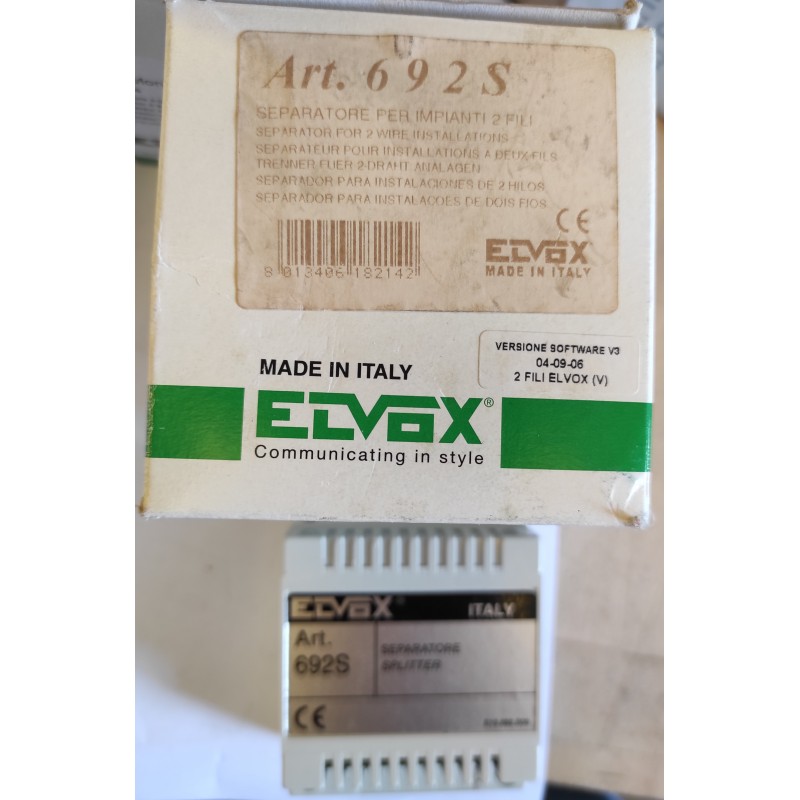 Art. 692S
SEPARATORE PER IMPIANTI 2 FILI
SEPARATOR FOR 2 WIRE INSTALLATIONS
SEPARATEUR POUR INSTALLATIONS A DEUX FILS
TRENNER FUER 2-DRAHT ANALAGEN
SEPARADOR PARA INSTALACIONES DE 2 HILOS
SEPARADOR PARA INSTALACOES DE DOIS FIOS
CE
8 013406 182142
ELVOX
MADE IN ITALY
VERSIONE SOFTWARE V3
04-09-06
2 FILI ELVOX (V)
MADE IN ITALY
ELVOX®
Communicating in style
ELVOX® ITALY
Art.
692S
SEPARATORE
SPLITTER
CE